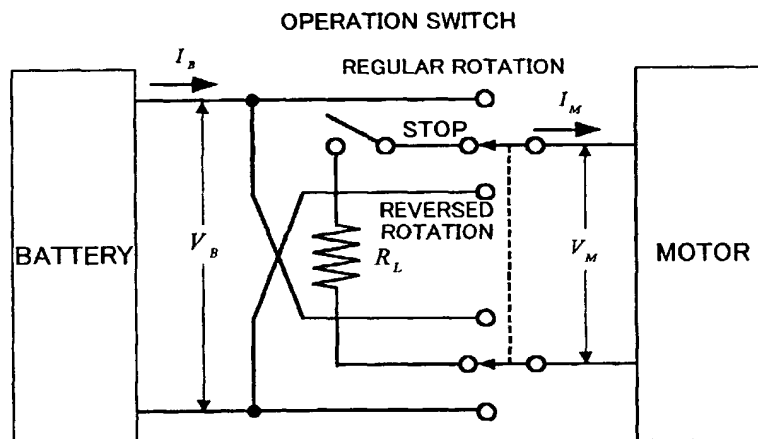 OPERATION SWITCH
I_B
REGULAR ROTATION
I_M
STOP
REVERSED
ROTATION
BATTERY
V_B
R_L
V_M
MOTOR